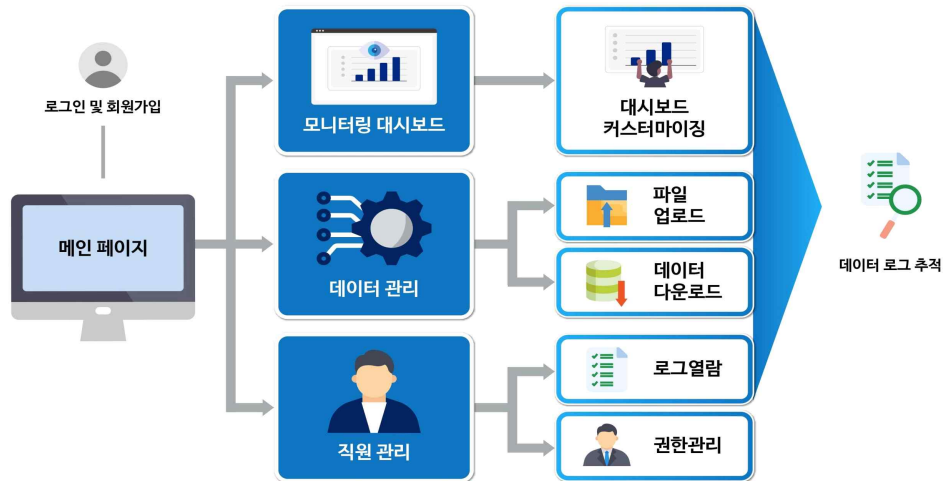 로그인 및 회원가입
메인 페이지
모니터링 대시보드
데이터 관리
직원 관리
대시보드
커스터마이징
파일
업로드
데이터
다운로드
로그열람
권한관리
데이터 로그 추적